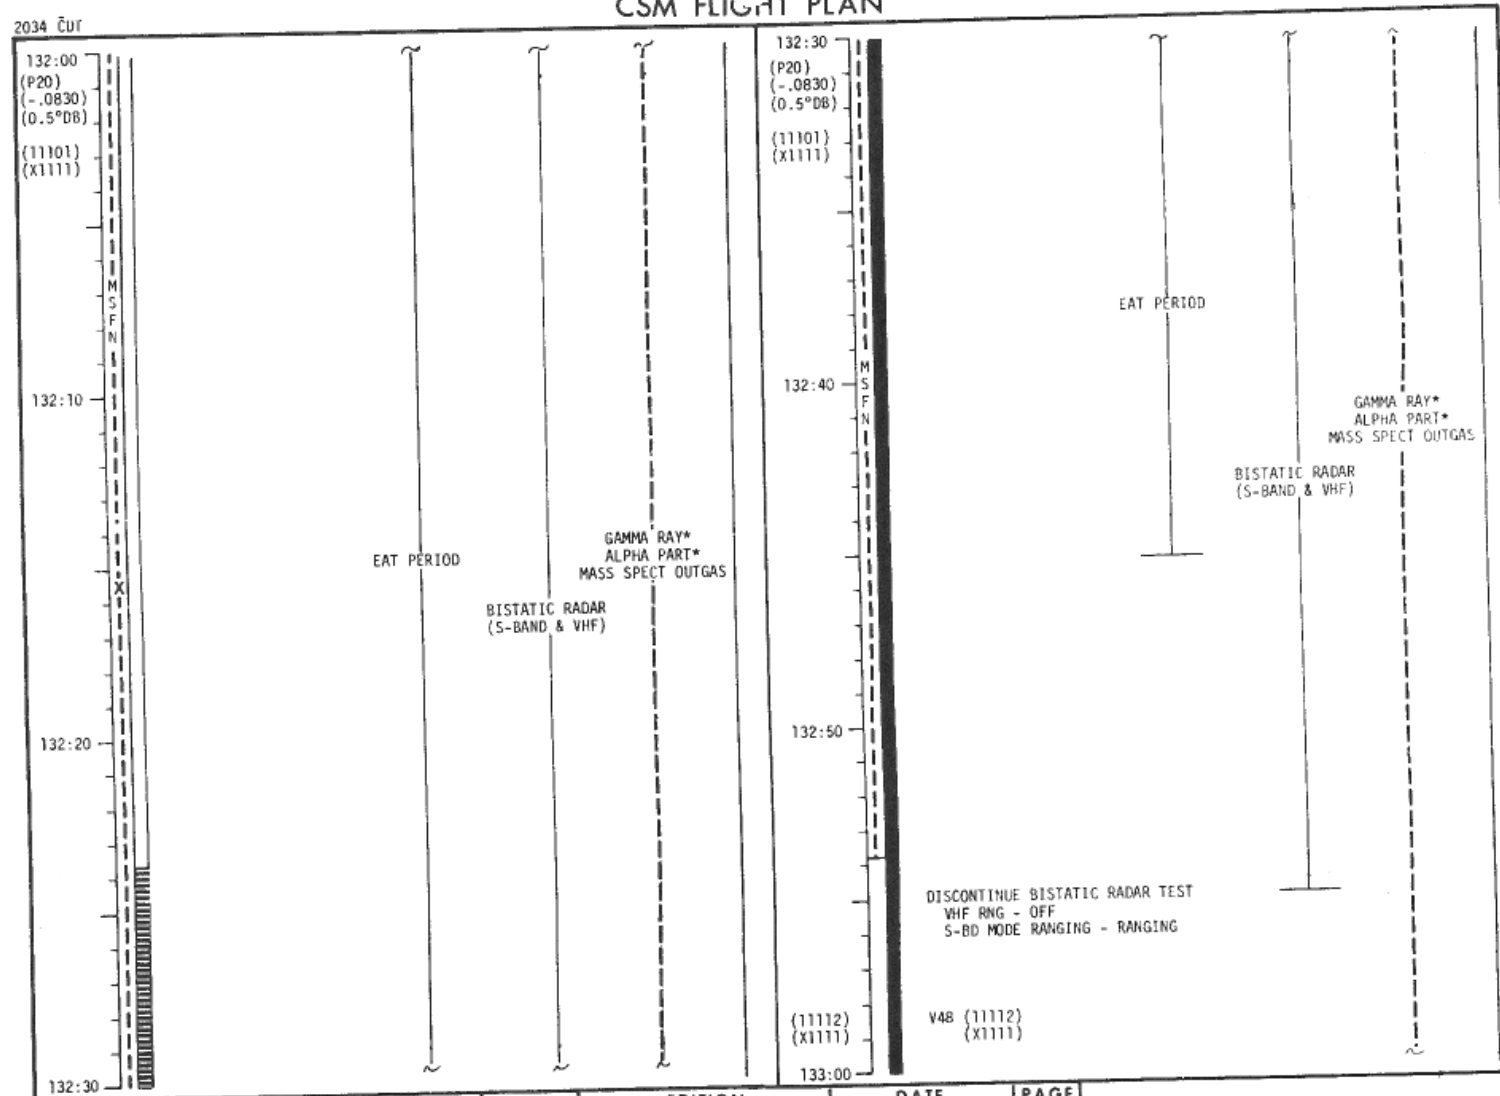 CSM FLIGHT PLAN
2034 CDT
132:00
(P20)
(-.0830)
(0.5°DB)
(11101)
(X1111)
MSFN
132:10
X
EAT PERIOD
BISTATIC RADAR
(S-BAND & VHF)
GAMMA RAY*
ALPHA PART*
MASS SPECT OUTGAS
132:20
132:30
132:30
(P20)
(-.0830)
(0.5°DB)
(11101)
(X1111)
EAT PERIOD
MSFN
132:40
GAMMA RAY*
ALPHA PART*
MASS SPECT OUTGAS
BISTATIC RADAR
(S-BAND & VHF)
132:50
DISCONTINUE BISTATIC RADAR TEST
VHF RNG - OFF
S-BD MODE RANGING - RANGING
(11112)
(X1111)
V48 (11112)
(X1111)
133:00
EDITION
DATE
PAGE